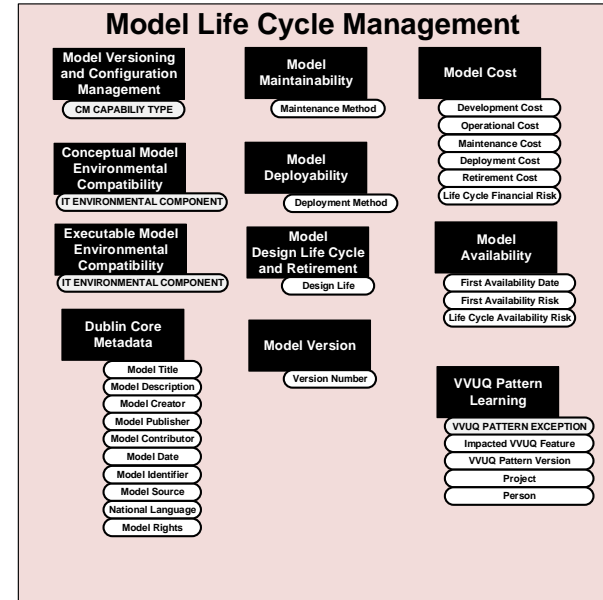 Model Life Cycle Management
Model Versioning
and Configuration
Management
CM CAPABILIY TYPE
Conceptual Model
Environmental
Compatibility
IT ENVIRONMENTAL COMPONENT
Executable Model
Environmental
Compatibility
IT ENVIRONMENTAL COMPONENT
Dublin Core
Metadata
Model Title
Model Description
Model Creator
Model Publisher
Model Contributor
Model Date
Model Identifier
Model Source
National Language
Model Rights
Model
Maintainability
Maintenance Method
Model
Deployability
Deployment Method
Model
Design Life Cycle
and Retirement
Design Life
Model Version
Version Number
Model Cost
Development Cost
Operational Cost
Maintenance Cost
Deployment Cost
Retirement Cost
Life Cycle Financial Risk
Model
Availability
First Availability Date
First Availability Risk
Life Cycle Availability Risk
VVUQ Pattern
Learning
VVUQ PATTERN EXCEPTION
Impacted VVUQ Feature
VVUQ Pattern Version
Project
Person